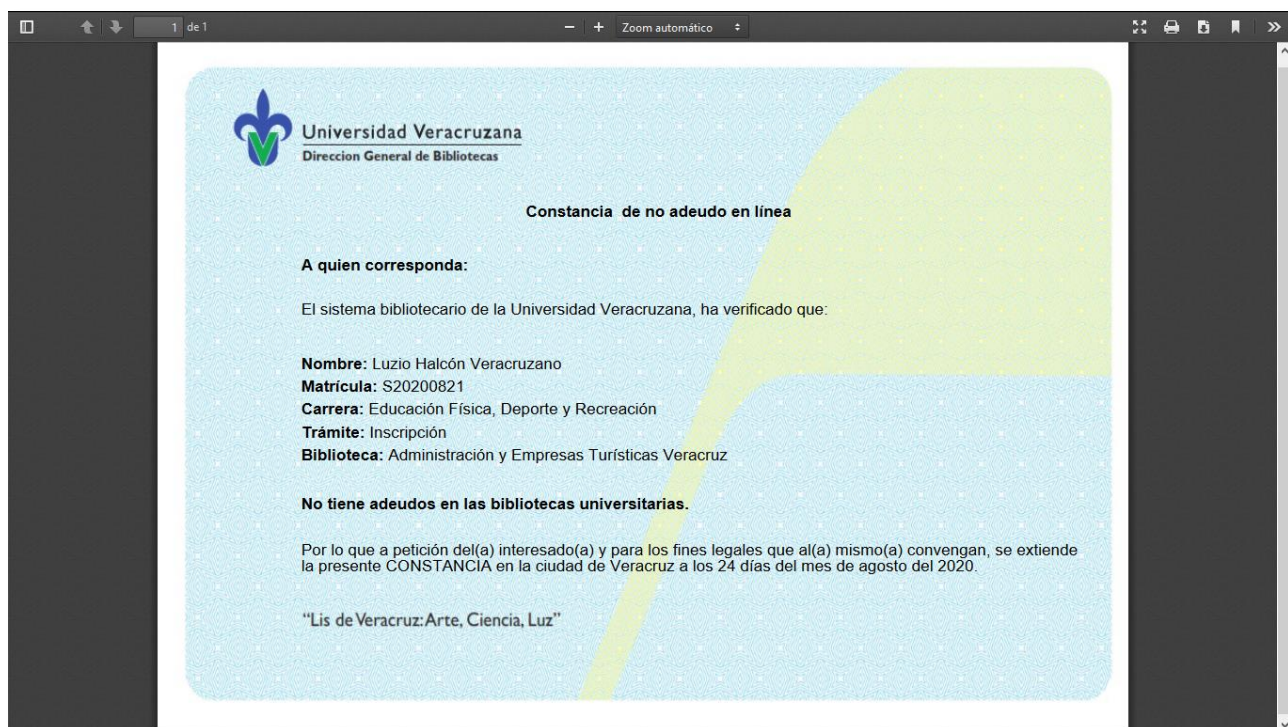 1 de 1
Zoom automático
Universidad Veracruzana
Direccion General de Bibliotecas
Constancia de no adeudo en línea
A quien corresponda:
El sistema bibliotecario de la Universidad Veracruzana, ha verificado que:
Nombre: Luzio Halcón Veracruzano
Matrícula: S20200821
Carrera: Educación Física, Deporte y Recreación
Trámite: Inscripción
Biblioteca: Administración y Empresas Turísticas Veracruz
No tiene adeudos en las bibliotecas universitarias.
Por lo que a petición del(a) interesado(a) y para los fines legales que al(a) mismo(a) convengan, se extiende
la presente CONSTANCIA en la ciudad de Veracruz a los 24 días del mes de agosto del 2020.
“Lis de Veracruz: Arte, Ciencia, Luz”